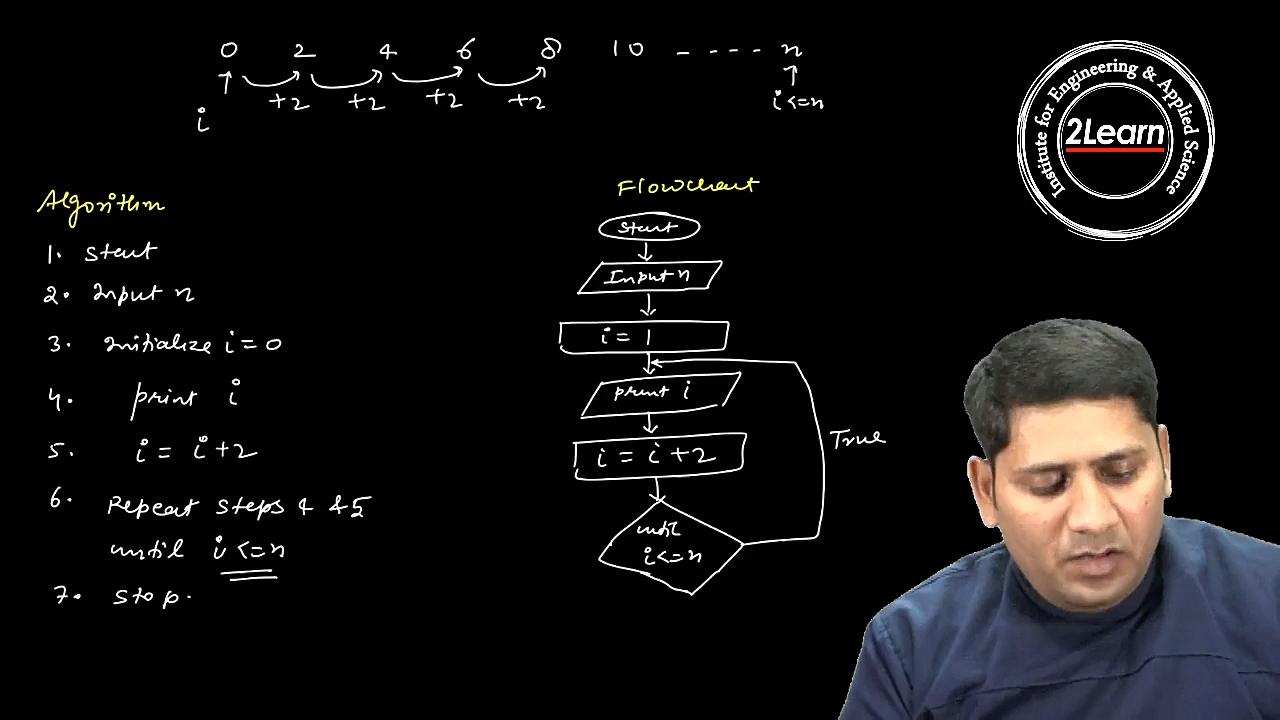 0 2 4 6 8 10 - - - - n
+2 +2 +2 +2
i
i<=n
Institute for Engineering & Applied Science
2Learn
Algorithm
1. Start
2. Input n
3. Initialize i=0
4. print i
5. i = i+2
6. Repeat steps 4 &5
until i<=n
7. Stop.
Flowchart
Start
Input n
i= 1
print i
i = i+2
until
i<=n
True